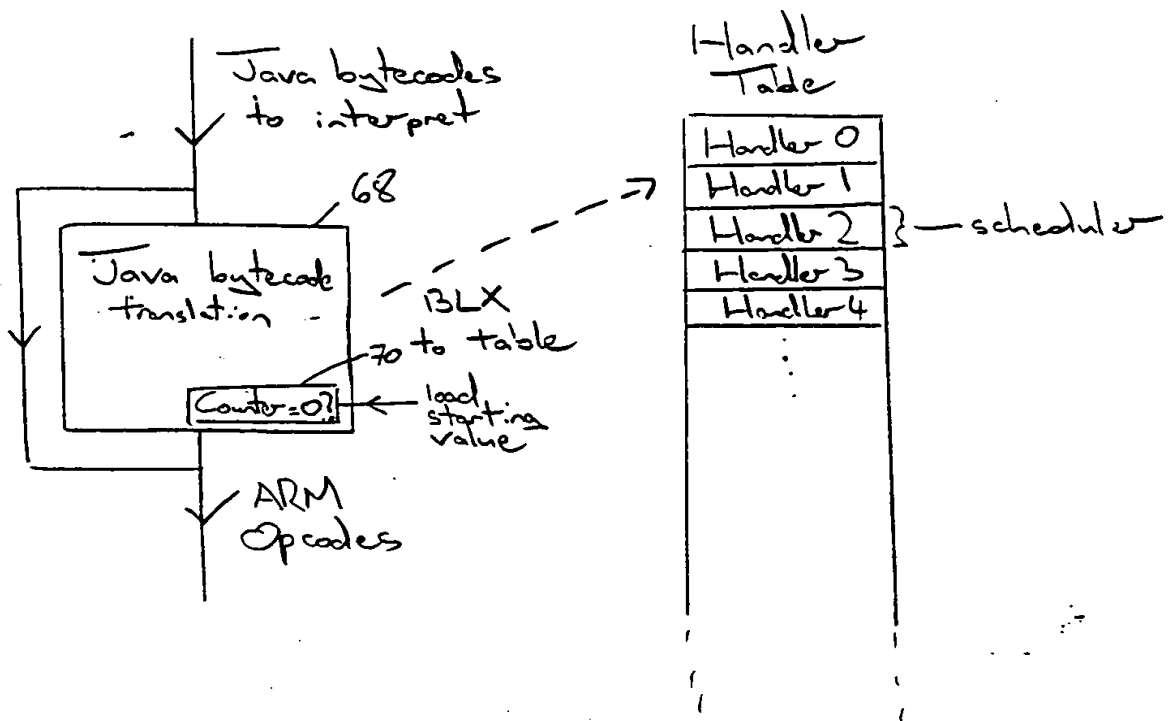 Java bytecodes
to interpret
68
Java bytecode
translation
BLX
to table
70
Counter=0?
load
starting
value
ARM
Opcodes
Handler
Table
Handler 0
Handler 1
Handler 2
scheduler
Handler 3
Handler 4